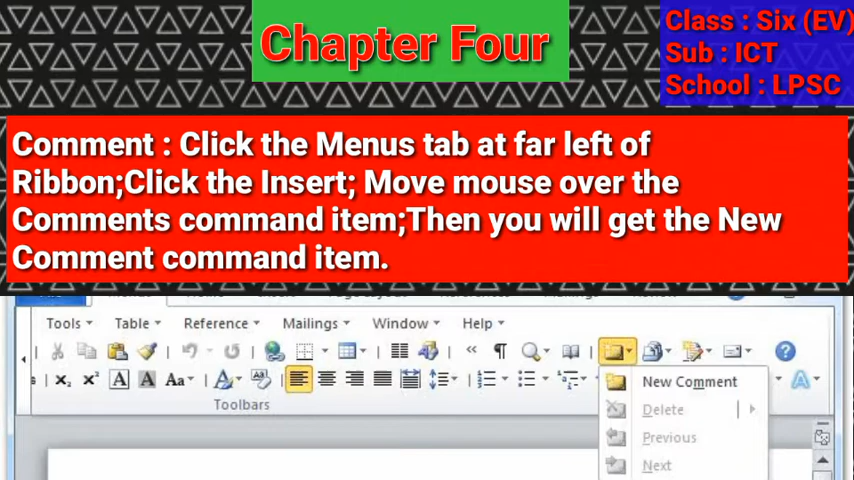 Chapter Four
Class : Six (EV)
Sub : ICT
School : LPSC
Comment : Click the Menus tab at far left of
Ribbon;Click the Insert; Move mouse over the
Comments command item;Then you will get the New
Comment command item.
Tools Table Reference Mailings Window Help
Toolbars
New Comment
Delete
Previous
Next